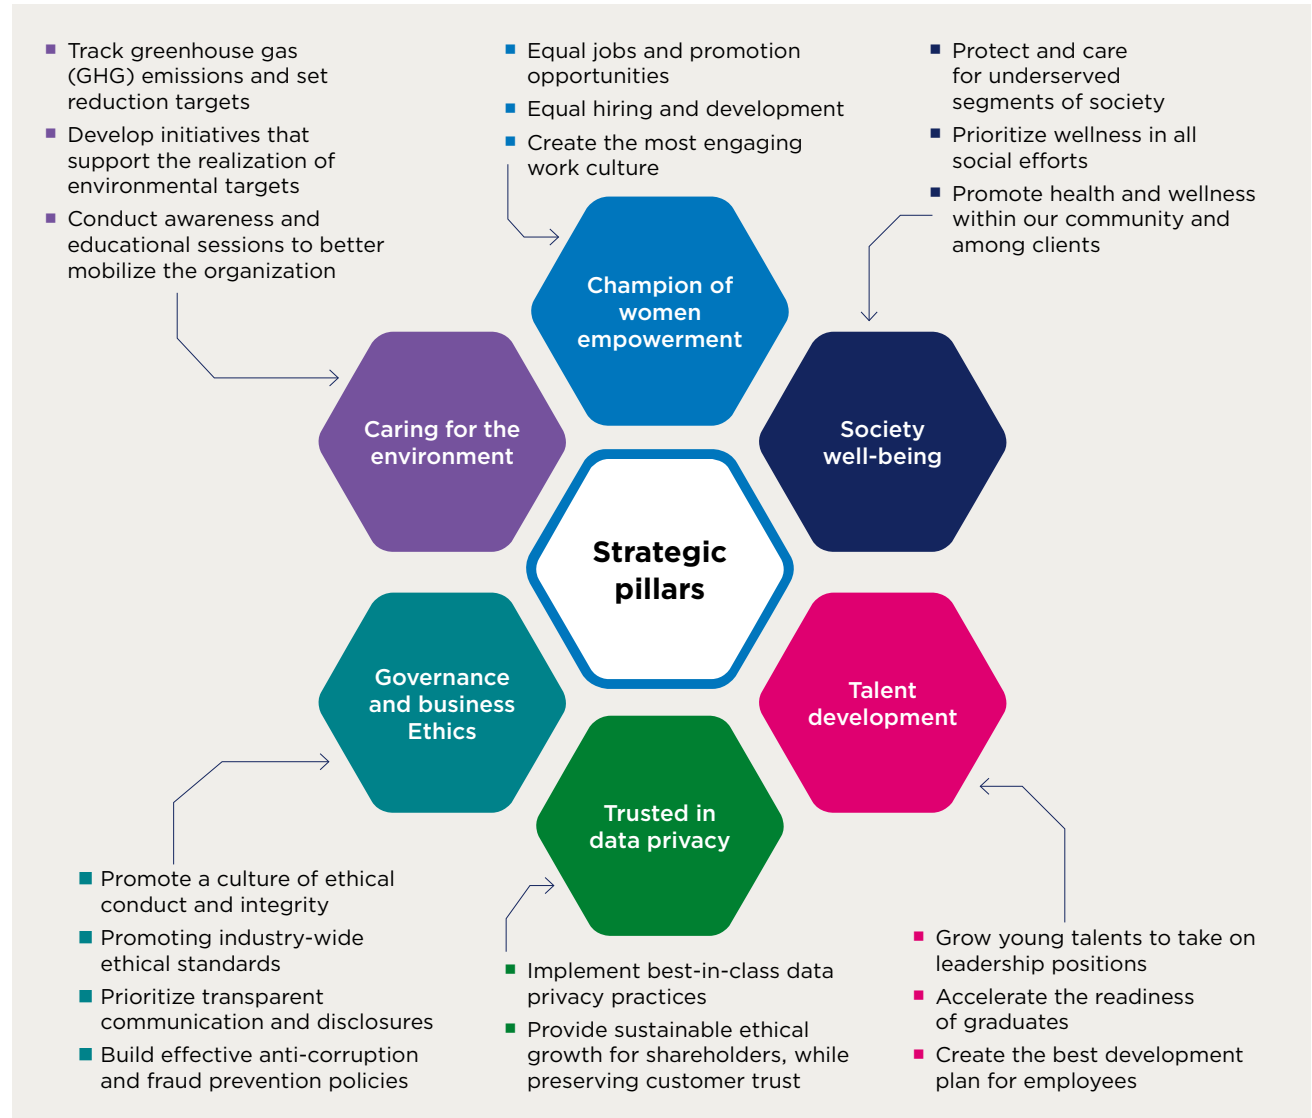 Track greenhouse gas
(GHG) emissions and set
reduction targets
Develop initiatives that
support the realization of
environmental targets
Conduct awareness and
educational sessions to better
mobilize the organization
Equal jobs and promotion
opportunities
Equal hiring and development
Create the most engaging
work culture
Protect and care
for underserved
segments of society
Prioritize wellness in all
social efforts
Promote health and wellness
within our community and
among clients
Champion of
women
empowerment
Caring for the
environment
Society
well-being
Strategic
pillars
Governance
and business
Ethics
Talent
development
Trusted in
data privacy
Promote a culture of ethical
conduct and integrity
Promoting industry-wide
ethical standards
Prioritize transparent
communication and disclosures
Build effective anti-corruption
and fraud prevention policies
Implement best-in-class data
privacy practices
Provide sustainable ethical
growth for shareholders, while
preserving customer trust
Grow young talents to take on
leadership positions
Accelerate the readiness
of graduates
Create the best development
plan for employees